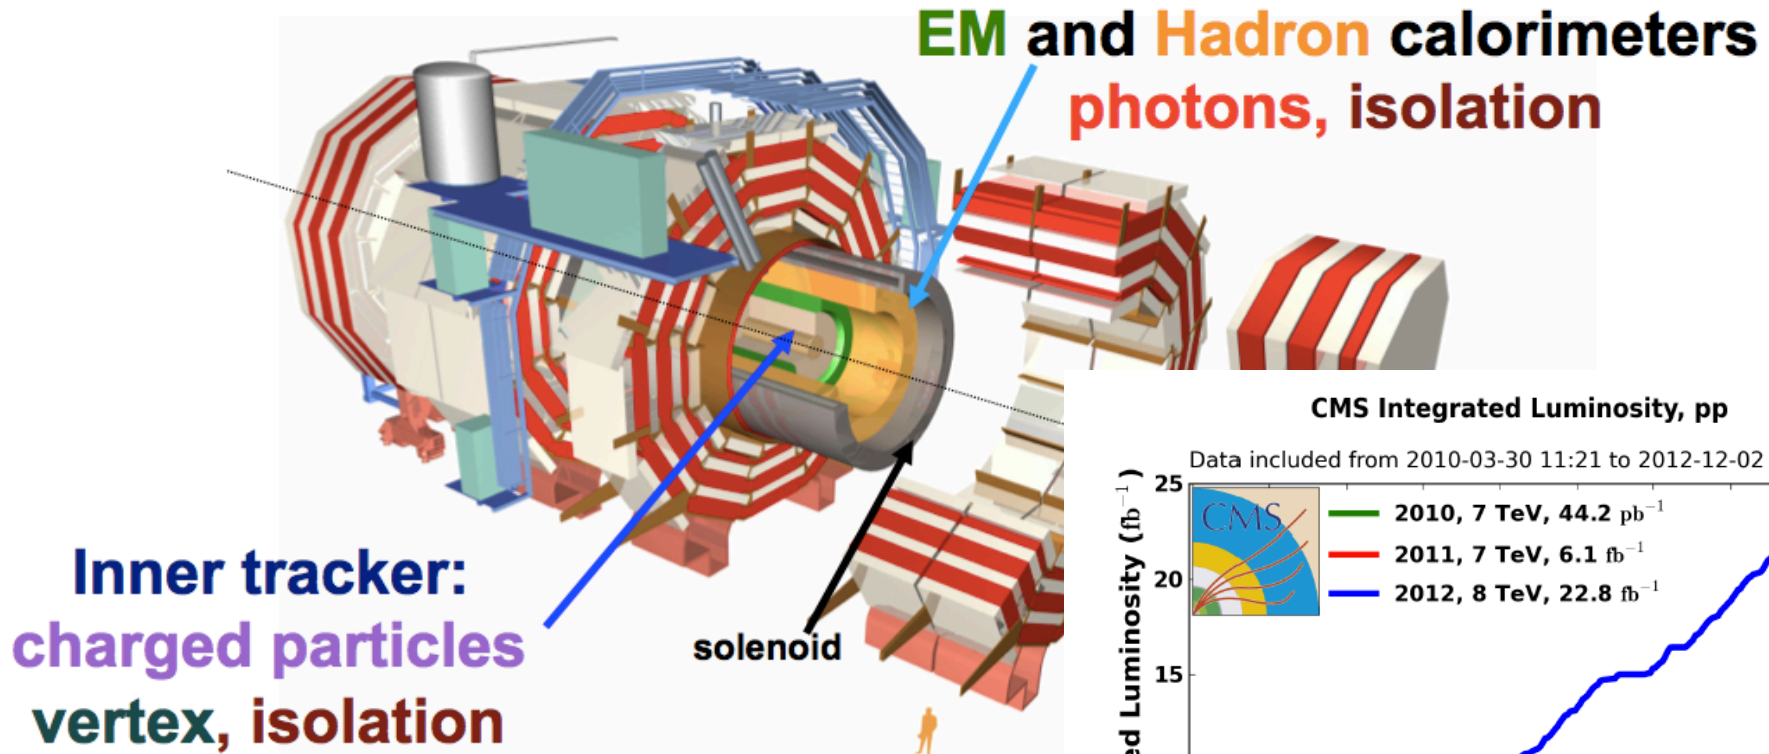 EM and Hadron calorimeters
photons, isolation
Inner tracker:
charged particles
vertex, isolation
solenoid
CMS Integrated Luminosity, pp
Data included from 2010-03-30 11:21 to 2012-12-02
25
20
15
ed Luminosity (fb⁻¹)
CMS
2010, 7 TeV, 44.2 pb⁻¹
2011, 7 TeV, 6.1 fb⁻¹
2012, 8 TeV, 22.8 fb⁻¹